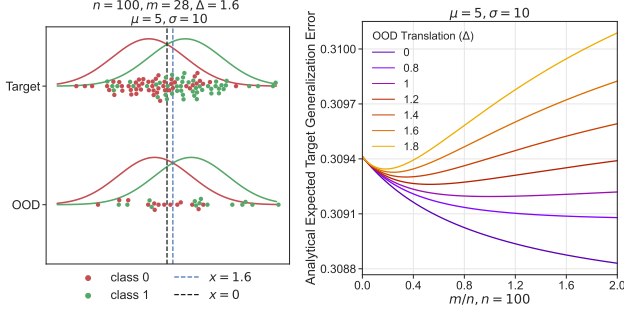 n = 100, m = 28, Δ = 1.6
μ = 5, σ = 10
Target
OOD
class 0
class 1
x = 1.6
x = 0
μ = 5, σ = 10
Analytical Expected Target Generalization Error
0.3100
0.3097
0.3094
0.3091
0.3088
OOD Translation (Δ)
0
0.8
1
1.2
1.4
1.6
1.8
0.0 0.4 0.8 1.2 1.6 2.0
m/n, n = 100